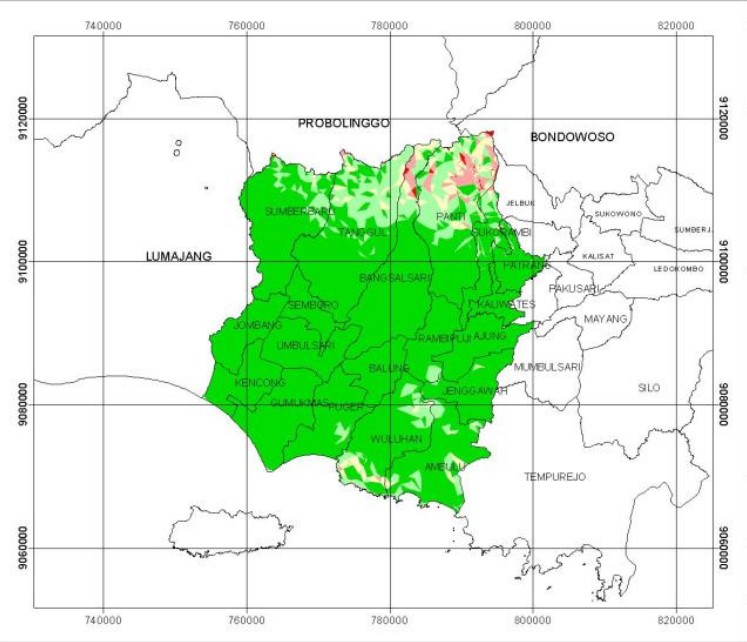 740000 760000 780000 800000 820000
9120000 9120000
PROBOLINGGO
BONDOWOSO
JELBUK
SUMBERBARU
PANTI
SUKOWONO
TANGGUL
SUKORAMBI
SUMBERJ
LUMAJANG
KALISAT
9100000 9100000
PATRANG
LEDOKOMBO
BANGSALSARI
PAKUSARI
SEMBORO
KALIWATES
MAYANG
JOMBANG
UMBULSARI
RAMBIPUJI
AJUNG
BALUNG
MUMBULSARI
KENCONG
JENGGAWAH
SILO
GUMUKMAS
PUGER
9080000 9080000
WULUHAN
AMBULU
TEMPUREJO
9060000 9060000
740000 760000 780000 800000 820000